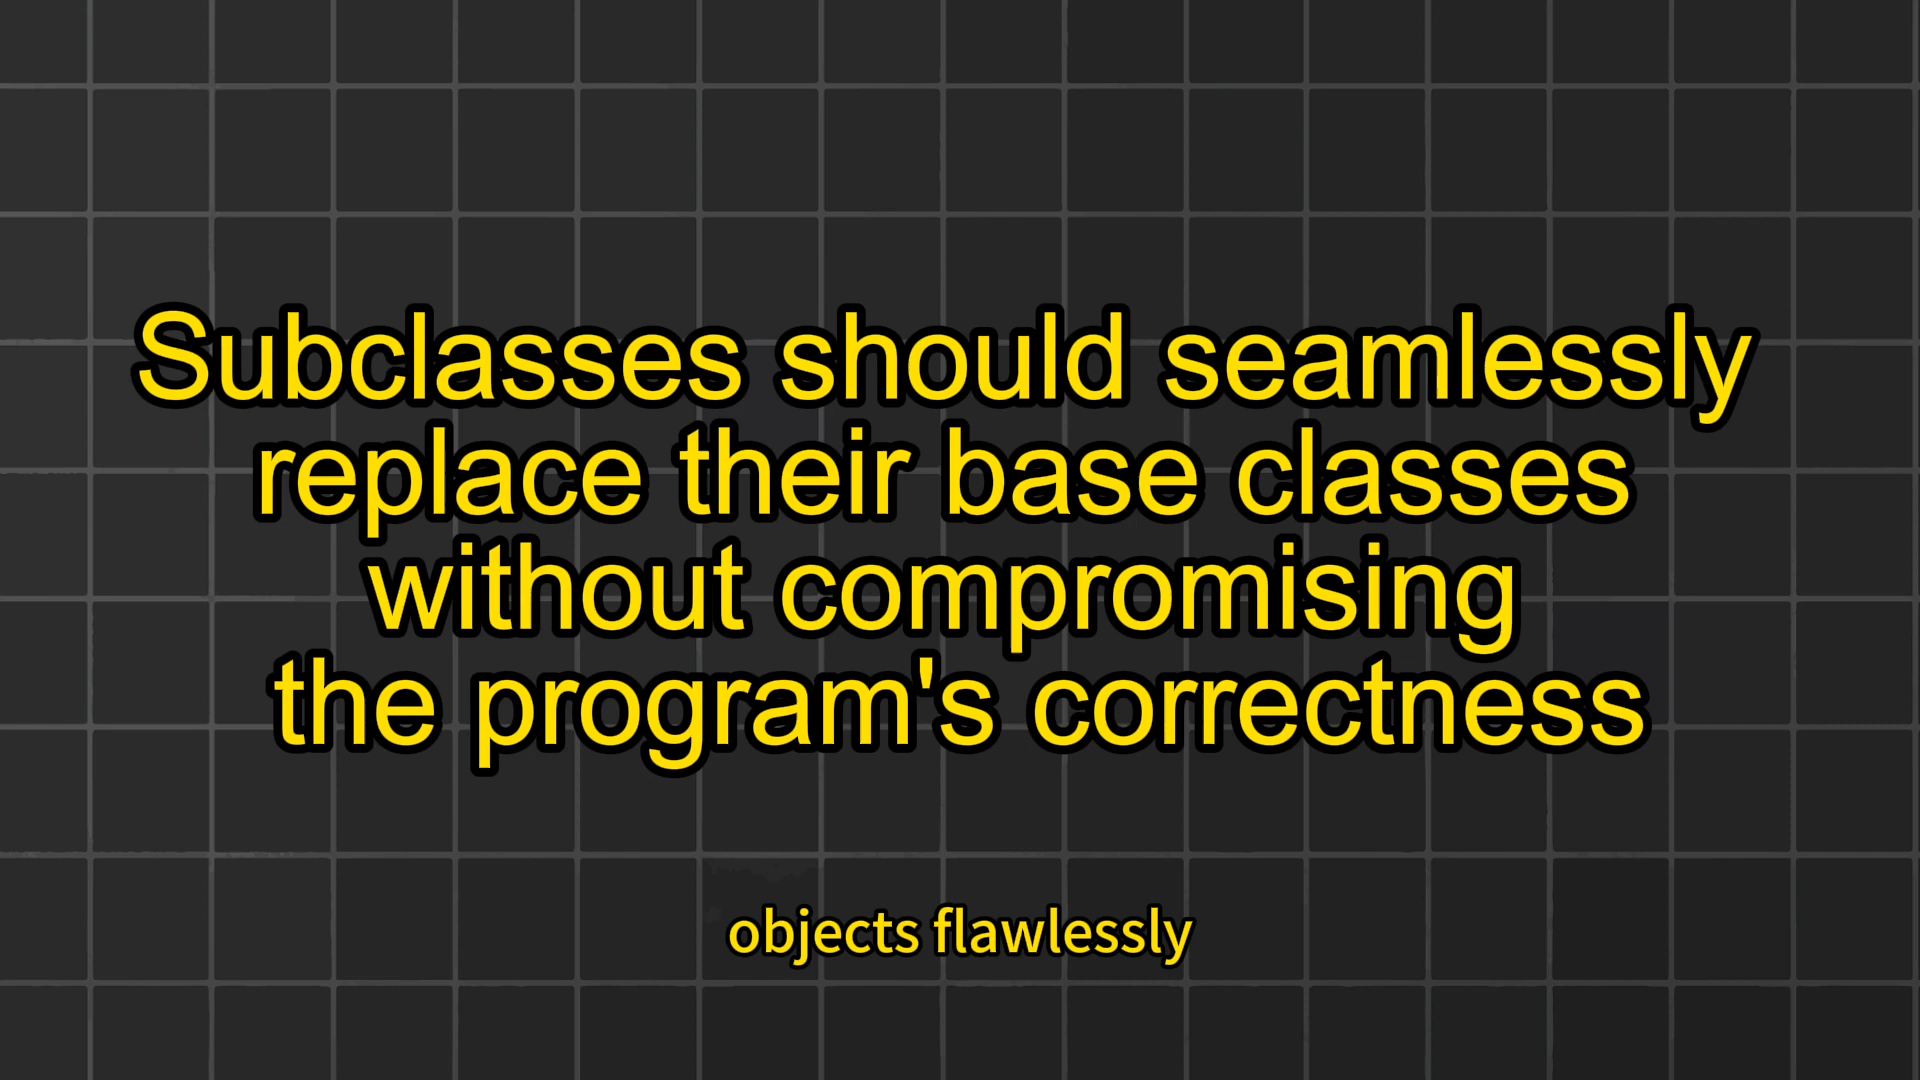 Subclasses should seamlessly
replace their base classes
without compromising
the program's correctness
objects flawlessly